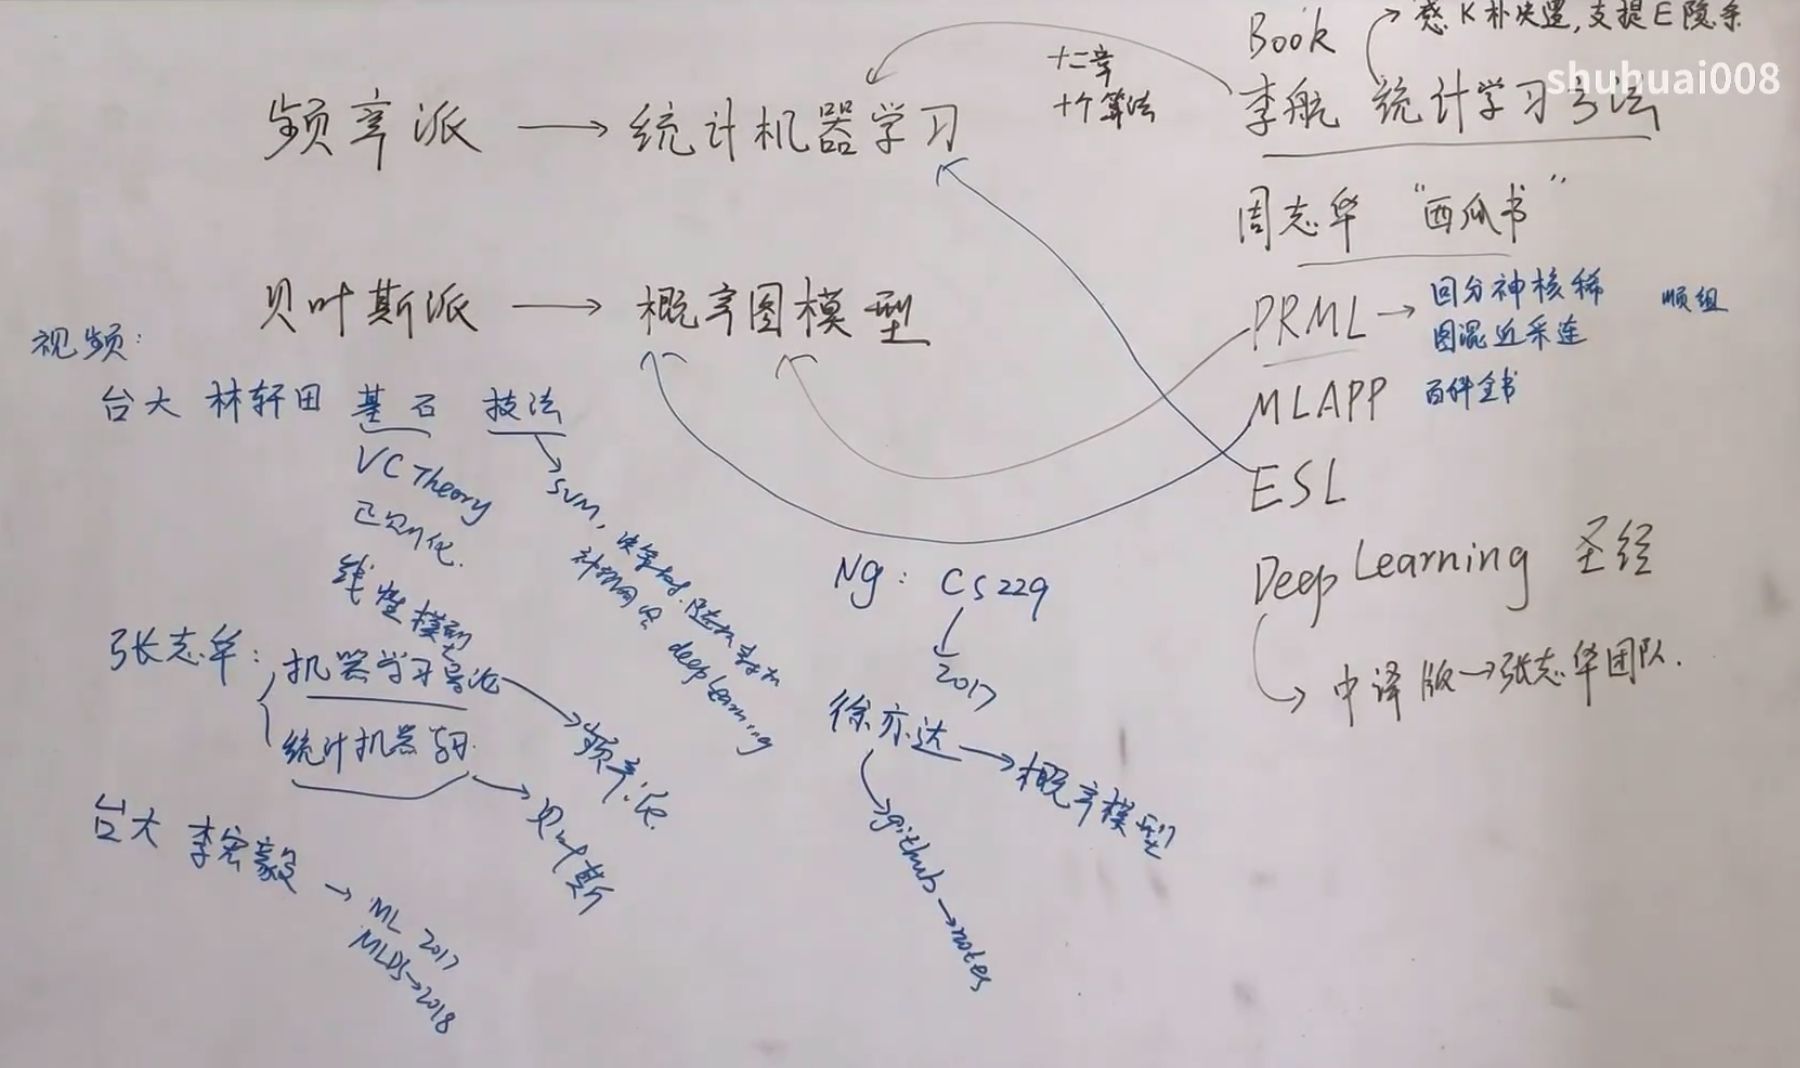 Book
感K朴决逻,支提E隐条
shuhuai008
十二章
十个算法
李航 统计学习方法
频率派 → 统计机器学习
周志华 “西瓜书”
贝叶斯派 → 概率图模型
PRML → 回分神核稀
图混近采连
顺组
MLAPP 百科全书
ESL
Deep Learning 圣经
中译版 → 张志华团队.
视频:
台大 林轩田 基石 技法
VC Theory
正则化.
线性模型
SVM, 决策树.
神经网络
deep learning
张志华:
机器学习导论 → 频率派.
统计机器学习 → 贝叶斯
台大 李宏毅 → ML 2017
MLDS → 2018
Ng: CS229
2017
徐亦达 → 概率模型
github → notes